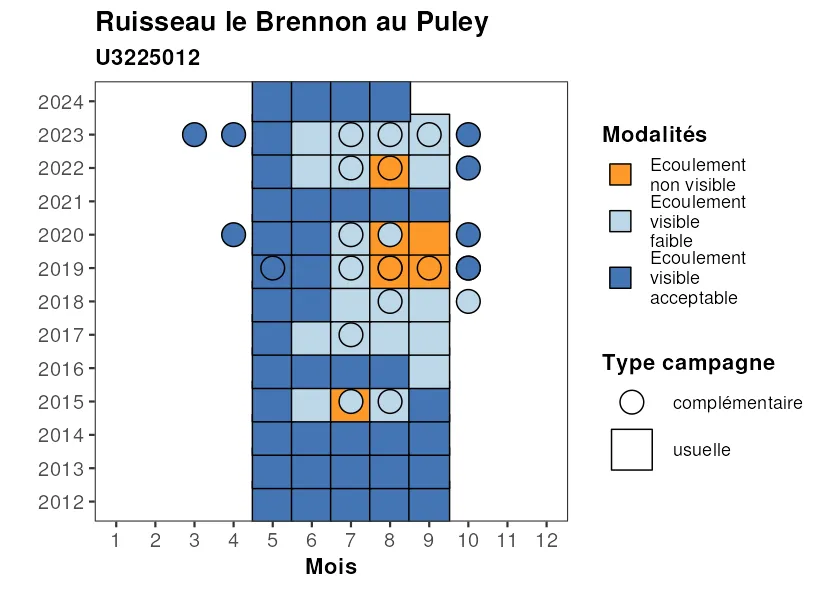 Ruisseau le Brennon au Puley
U3225012
2024
2023
2022
2021
2020
2019
2018
2017
2016
2015
2014
2013
2012
1 2 3 4 5 6 7 8 9 10 11 12
Mois
Modalités
Ecoulement
non visible
Ecoulement
visible
faible
Ecoulement
visible
acceptable
Type campagne
complémentaire
usuelle